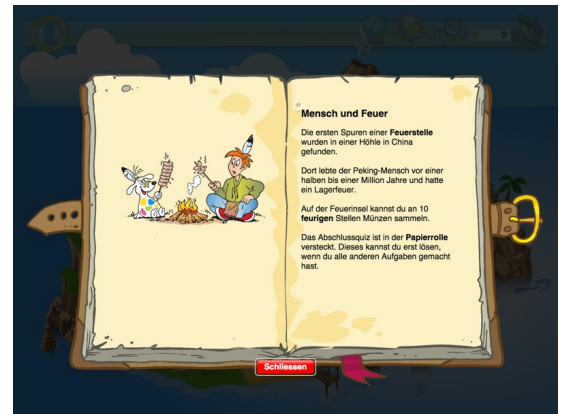 Mensch und Feuer
Die ersten Spuren einer Feuerstelle
wurden in einer Höhle in China
gefunden.
Dort lebte der Peking-Mensch vor einer
halben bis einer Million Jahre und hatte
ein Lagerfeuer.
Auf der Feuerinsel kannst du an 10
feurigen Stellen Münzen sammeln.
Das Abschlussquiz ist in der Papierrolle
versteckt. Dieses kannst du erst lösen,
wenn du alle anderen Aufgaben gemacht
hast.
Schliessen